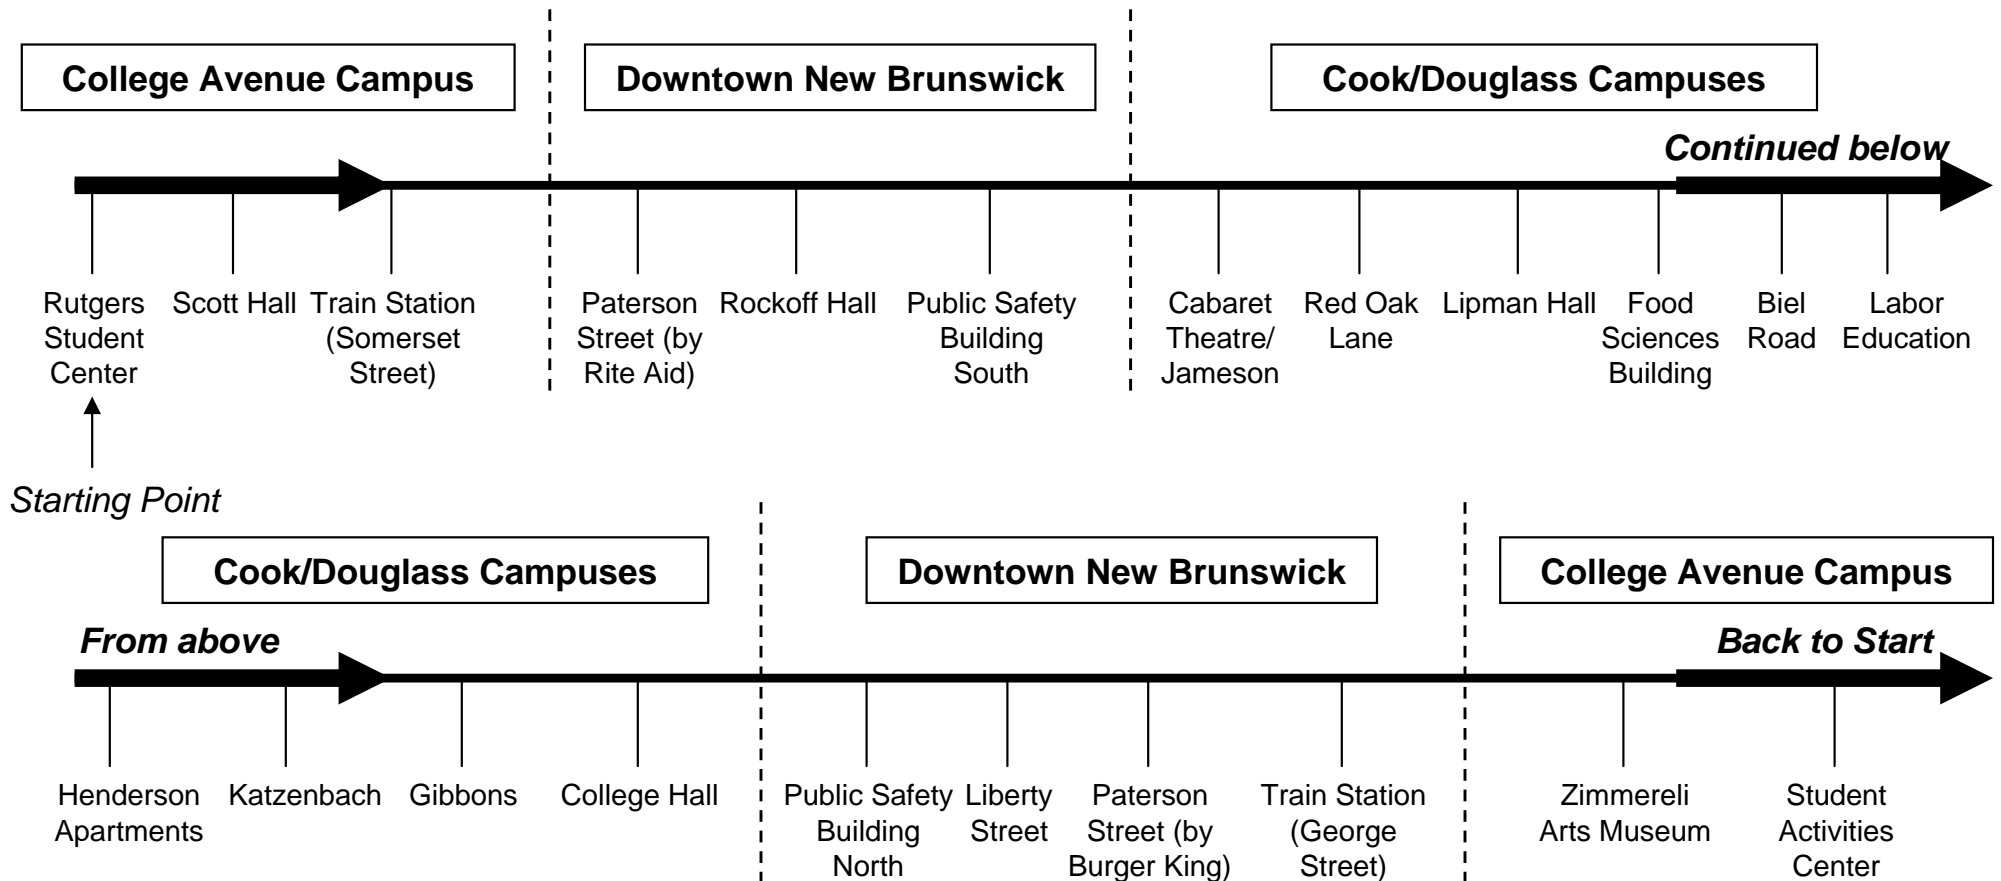 College Avenue Campus
Downtown New Brunswick
Cook/Douglass Campuses
Continued below
Rutgers
Student
Center
Scott Hall
Train Station
(Somerset
Street)
Paterson
Street (by
Rite Aid)
Rockoff Hall
Public Safety
Building
South
Cabaret
Theatre/
Jameson
Red Oak
Lane
Lipman Hall
Food
Sciences
Building
Biel
Road
Labor
Education
Starting Point
Cook/Douglass Campuses
Downtown New Brunswick
College Avenue Campus
From above
Back to Start
Henderson
Apartments
Katzenbach
Gibbons
College Hall
Public Safety
Building
North
Liberty
Street
Paterson
Street (by
Burger King)
Train Station
(George
Street)
Zimmereli
Arts Museum
Student
Activities
Center